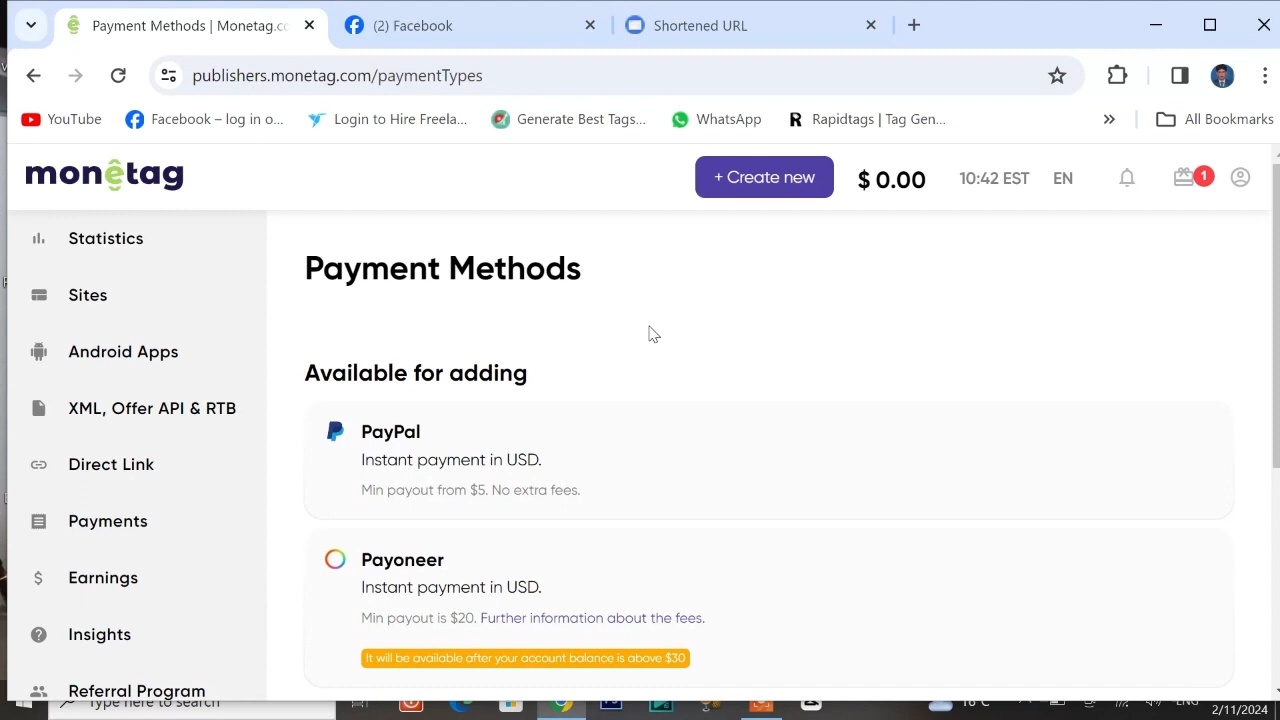 Payment Methods | Monetag.co
(2) Facebook
Shortened URL
publishers.monetag.com/paymentTypes
YouTube
Facebook – log in o...
Login to Hire Freela...
Generate Best Tags...
WhatsApp
Rapidtags | Tag Gen...
All Bookmarks
monetag
+ Create new
$ 0.00
10:42 EST
EN
1
Statistics
Sites
Android Apps
XML, Offer API & RTB
Direct Link
Payments
Earnings
Insights
Referral Program
Payment Methods
Available for adding
PayPal
Instant payment in USD.
Min payout from $5. No extra fees.
Payoneer
Instant payment in USD.
Min payout is $20. Further information about the fees.
It will be available after your account balance is above $30
Type here to search
16°C
ENG
2/11/2024